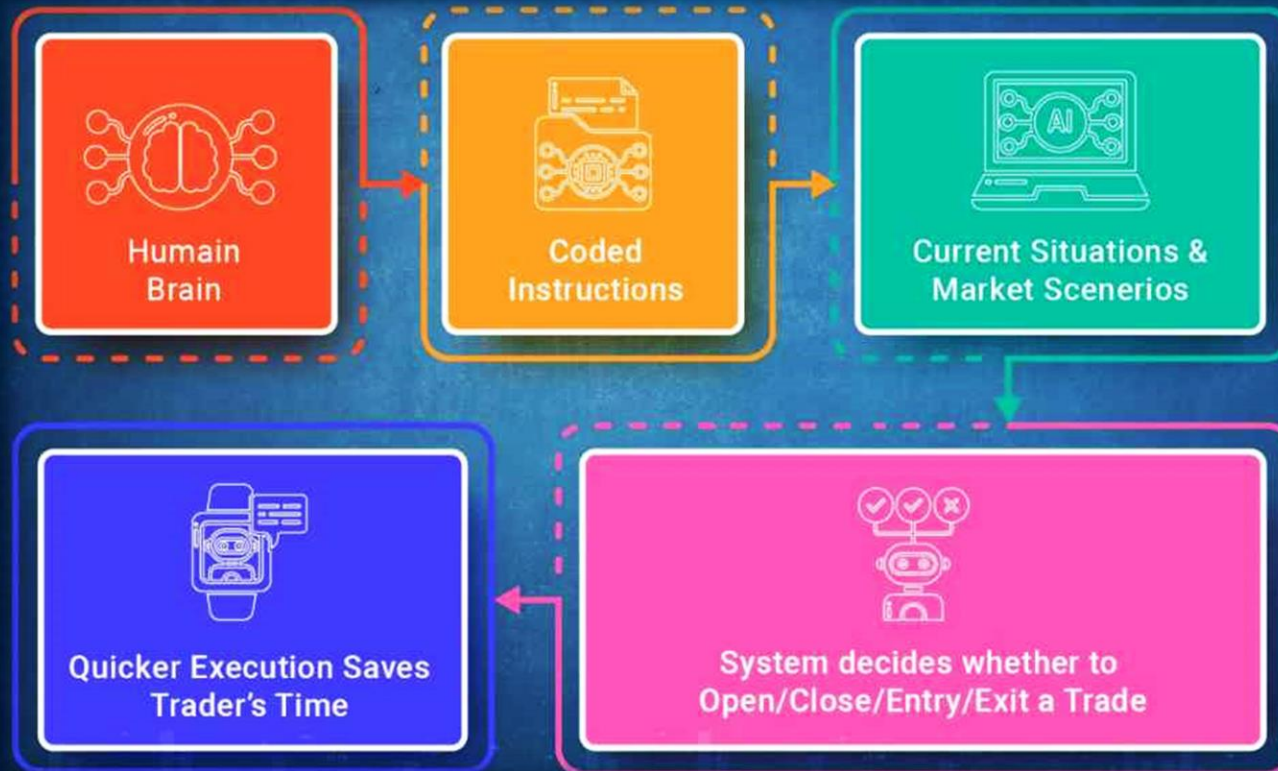 Humain
Brain
Coded
Instructions
AI
Current Situations &
Market Scenerios
System decides whether to
Open/Close/Entry/Exit a Trade
Quicker Execution Saves
Trader's Time